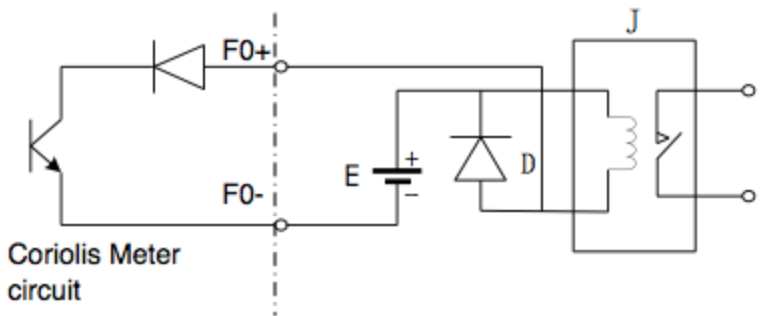 J
F0+
+
E
D
−
F0-
Coriolis Meter
circuit